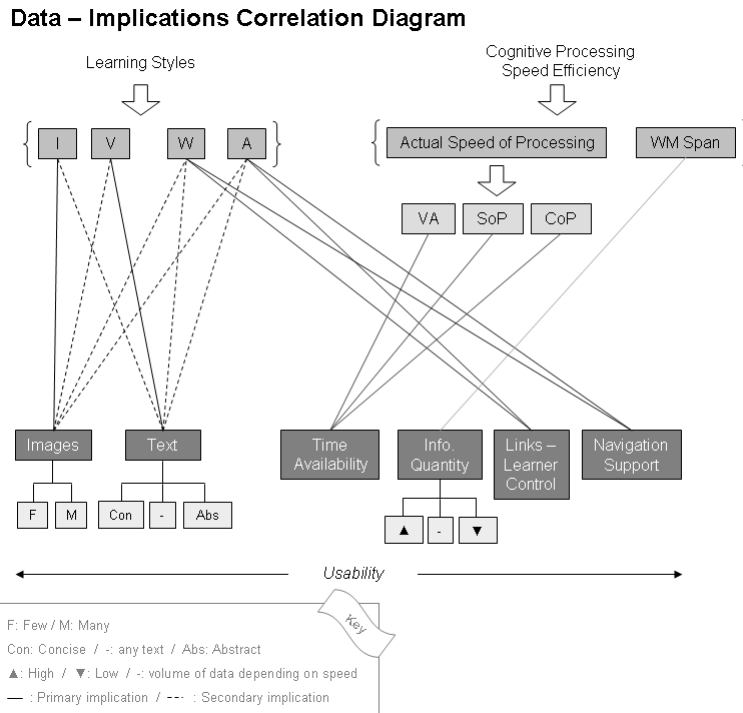 Data – Implications Correlation Diagram
Learning Styles
Cognitive Processing
Speed Efficiency
I
V
W
A
Actual Speed of Processing
WM Span
VA
SoP
CoP
Images
Text
Time
Availability
Info.
Quantity
Links –
Learner
Control
Navigation
Support
F
M
Con
-
Abs
▲
-
▼
Usability
Key
F: Few / M: Many
Con: Concise / -: any text / Abs: Abstract
▲: High / ▼: Low / -: volume of data depending on speed
— : Primary implication / --- : Secondary implication